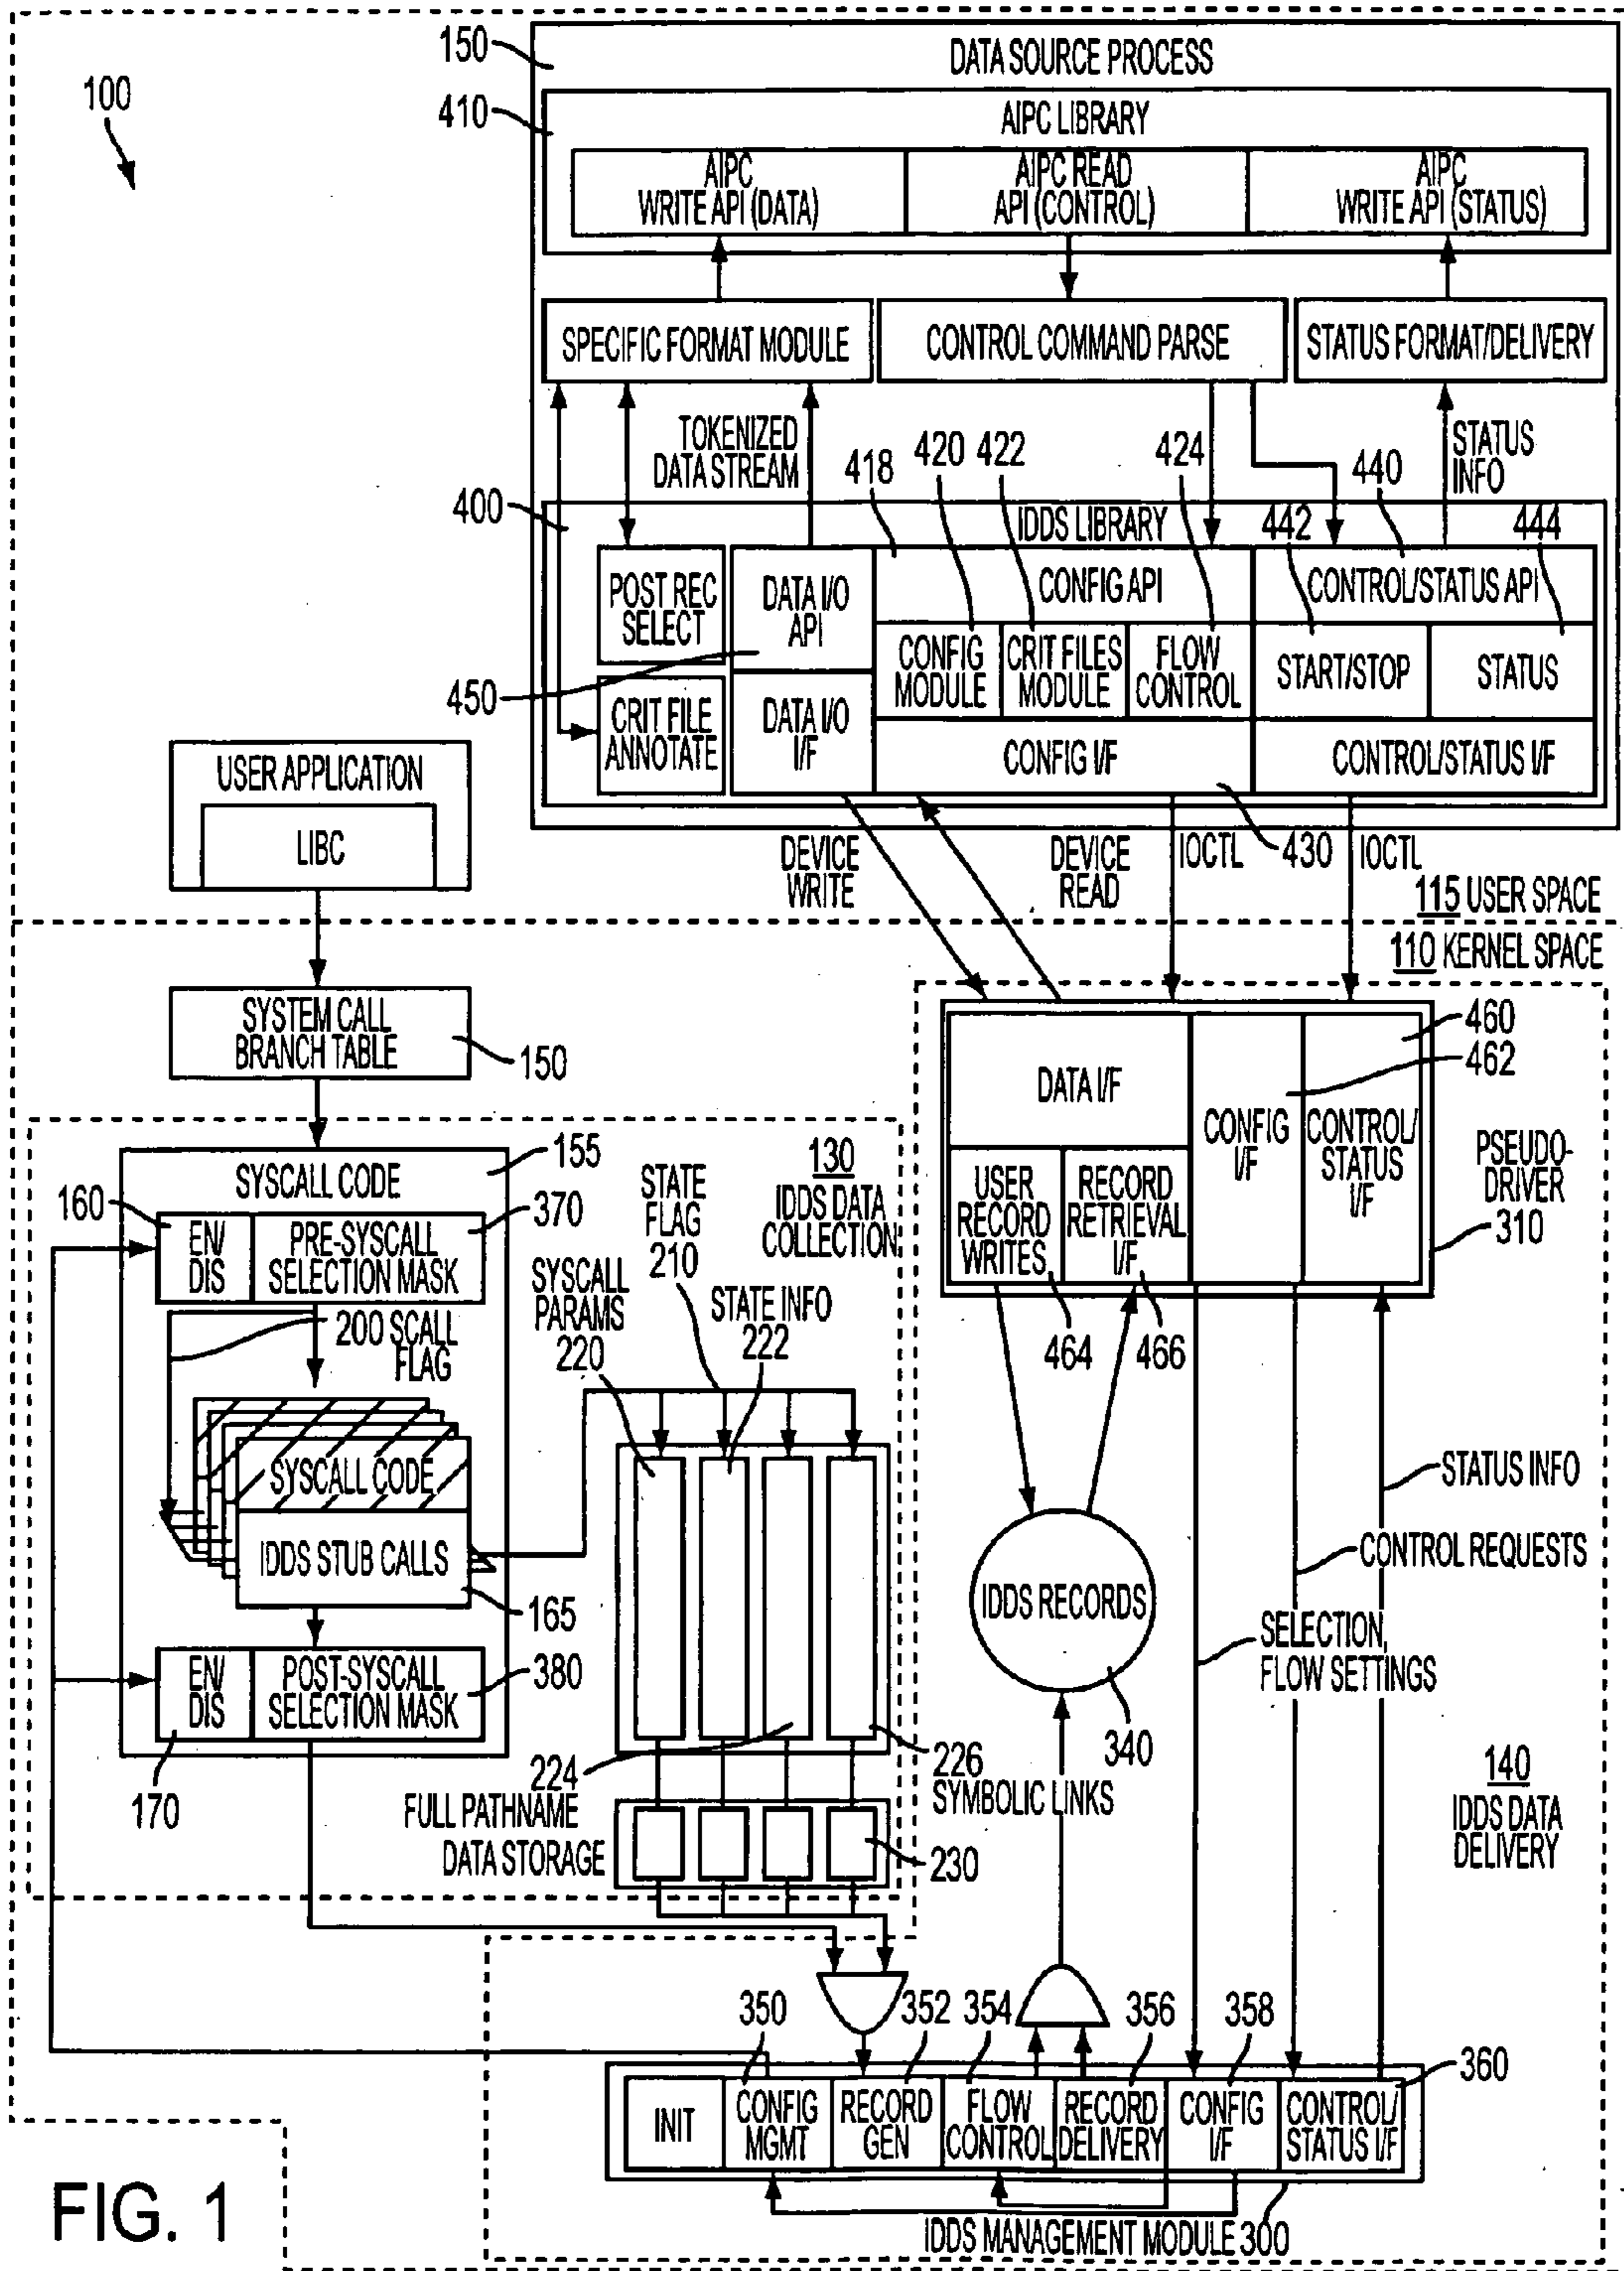 150
DATA SOURCE PROCESS
100
410
AIPC LIBRARY
AIPC
WRITE API (DATA)
AIPC READ
API (CONTROL)
AIPC
WRITE API (STATUS)
SPECIFIC FORMAT MODULE
CONTROL COMMAND PARSE
STATUS FORMAT/DELIVERY
TOKENIZED
DATA STREAM
418
420
422
424
440
STATUS
INFO
400
IDDS LIBRARY
442
444
POST REC
SELECT
DATA I/O
API
CONFIG API
CONTROL/STATUS API
CONFIG
MODULE
CRIT FILES
MODULE
FLOW
CONTROL
START/STOP
STATUS
450
CRIT FILE
ANNOTATE
DATA I/O
I/F
CONFIG I/F
CONTROL/STATUS I/F
USER APPLICATION
LIBC
DEVICE
WRITE
DEVICE
READ
IOCTL
430
IOCTL
115 USER SPACE
110 KERNEL SPACE
SYSTEM CALL
BRANCH TABLE
150
460
462
DATA I/F
CONFIG
I/F
CONTROL/
STATUS
I/F
PSEUDO-
DRIVER
310
USER
RECORD
WRITES
RECORD
RETRIEVAL
I/F
464
466
155
SYSCALL CODE
130
IDDS DATA
COLLECTION
160
EN/
DIS
PRE-SYSCALL
SELECTION MASK
370
STATE
FLAG
210
SYSCALL
PARAMS
220
STATE INFO
222
200 SCALL
FLAG
SYSCALL CODE
IDDS STUB CALLS
165
STATUS INFO
CONTROL REQUESTS
IDDS RECORDS
SELECTION,
FLOW SETTINGS
340
EN/
DIS
POST-SYSCALL
SELECTION MASK
380
170
224
FULL PATHNAME
DATA STORAGE
226
SYMBOLIC LINKS
230
140
IDDS DATA
DELIVERY
350
352
354
356
358
360
INIT
CONFIG
MGMT
RECORD
GEN
FLOW
CONTROL
RECORD
DELIVERY
CONFIG
I/F
CONTROL/
STATUS I/F
IDDS MANAGEMENT MODULE 300
FIG. 1